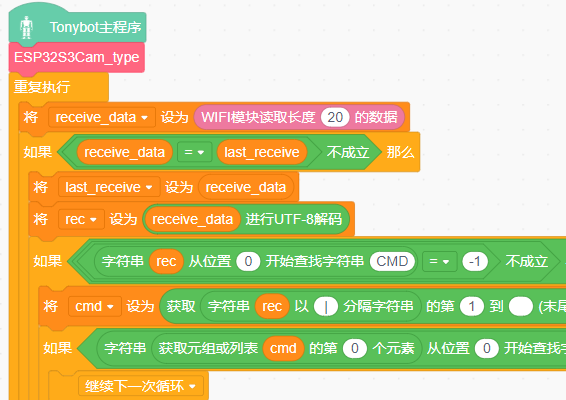 Tonybot主程序
ESP32S3Cam_type
重复执行
将 receive_data 设为 WIFI模块读取长度 20 的数据
如果 receive_data = last_receive 不成立 那么
将 last_receive 设为 receive_data
将 rec 设为 receive_data 进行UTF-8解码
如果 字符串 rec 从位置 0 开始查找字符串 CMD = -1 不成立
将 cmd 设为 获取 字符串 rec 以 | 分隔字符串 的第 1 到 (末尾
如果 字符串 获取元组或列表 cmd 的第 0 个元素 从位置 0 开始查找字
继续下一次循环